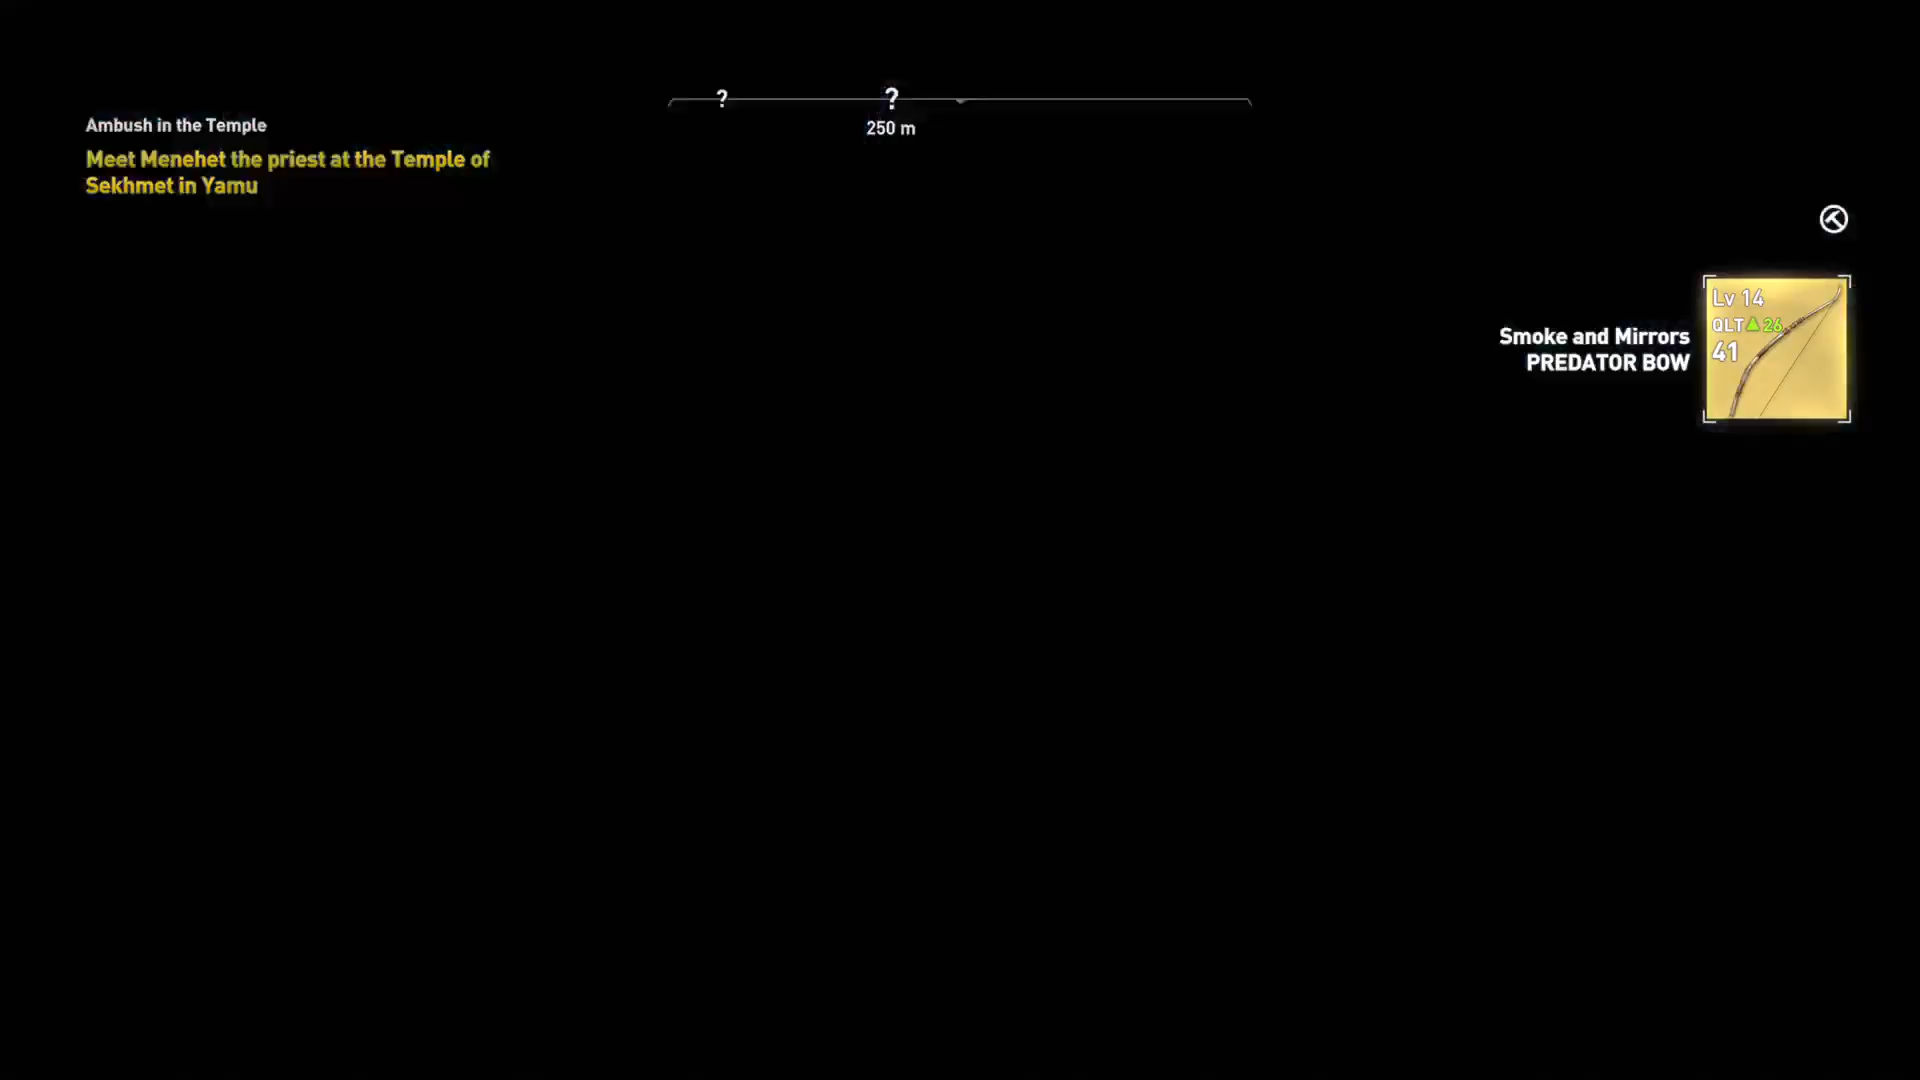 ? ?
250 m
Ambush in the Temple
Meet Menehet the priest at the Temple of
Sekhmet in Yamu
Smoke and Mirrors
PREDATOR BOW
Lv 14
QLT▲26
41